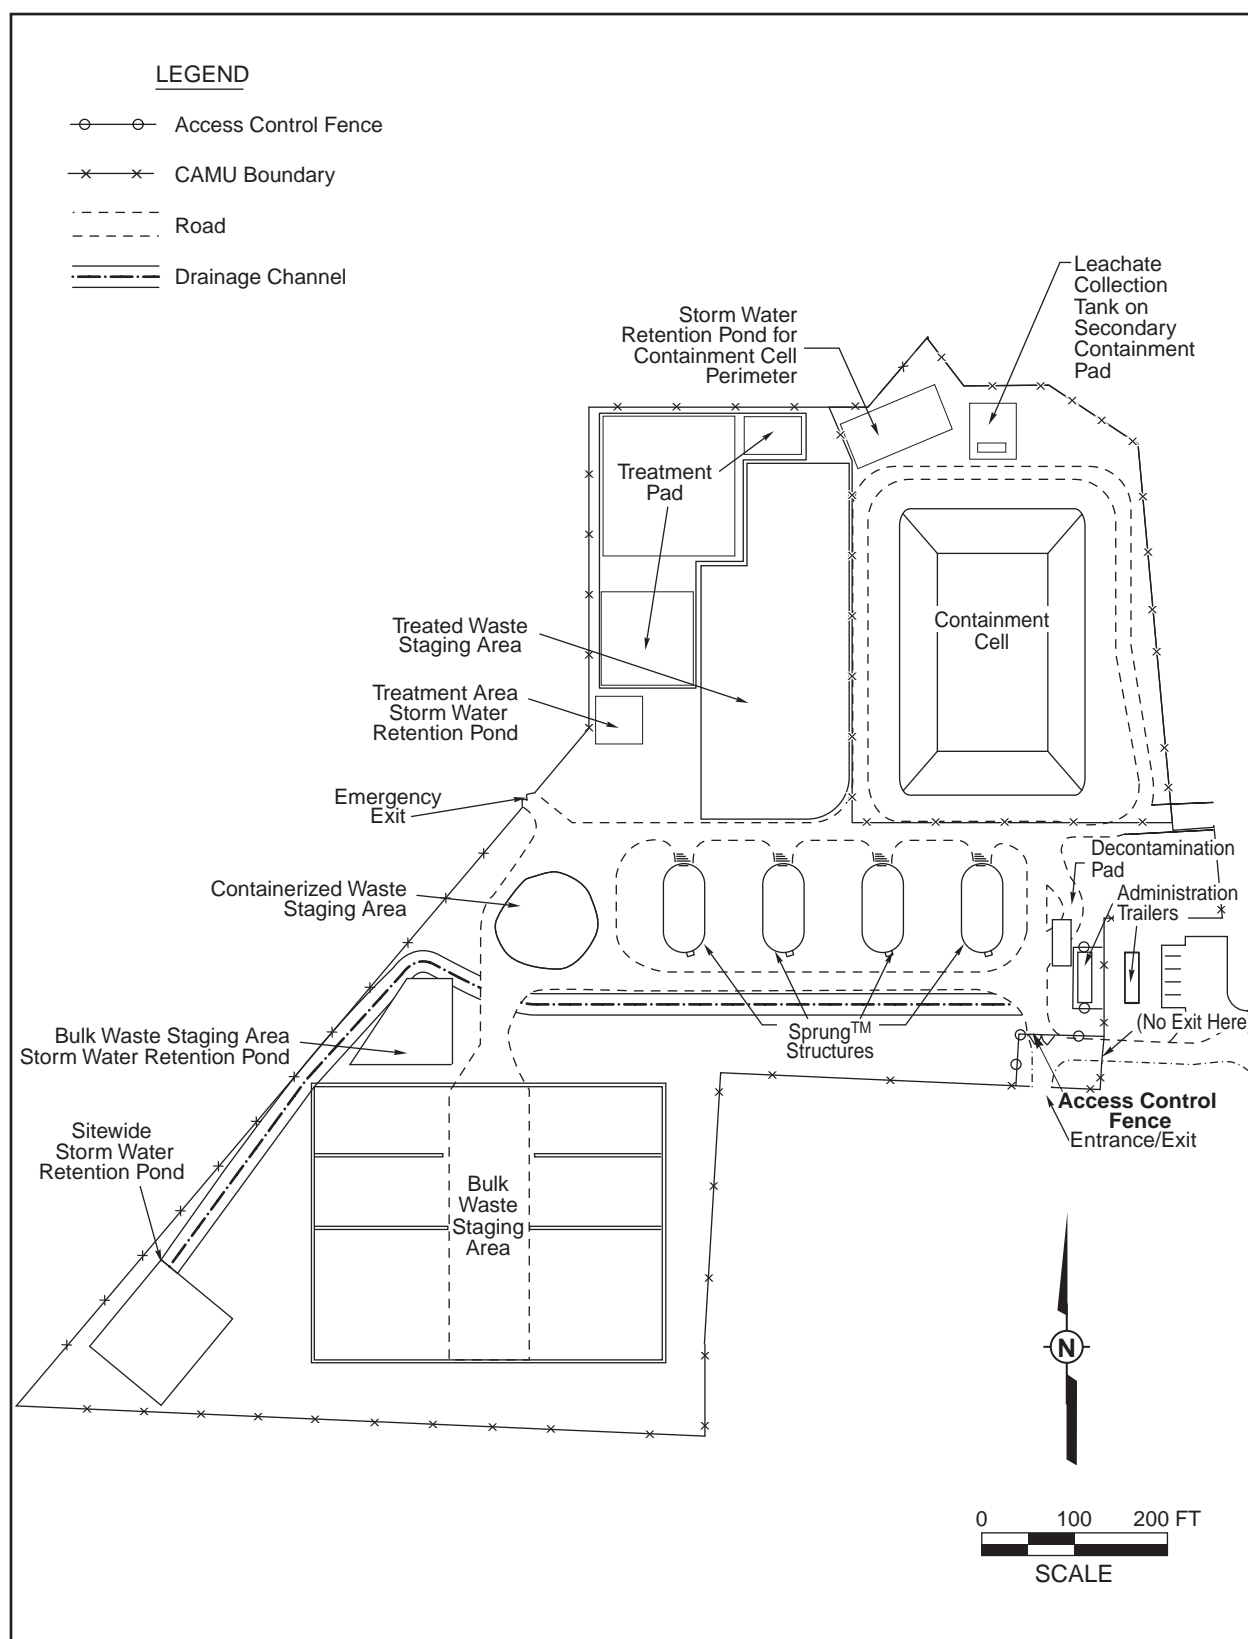 LEGEND
Access Control Fence
CAMU Boundary
Road
Drainage Channel
Leachate
Collection
Tank on
Secondary
Containment
Pad
Storm Water
Retention Pond for
Containment Cell
Perimeter
Treatment
Pad
Treated Waste
Staging Area
Containment
Cell
Treatment Area
Storm Water
Retention Pond
Emergency
Exit
Decontamination
Pad
Administration
Trailers
Containerized Waste
Staging Area
Bulk Waste Staging Area
Storm Water Retention Pond
Sprung™
Structures
(No Exit Here)
Access Control
Fence
Entrance/Exit
Sitewide
Storm Water
Retention Pond
Bulk
Waste
Staging
Area
N
0 100 200 FT
SCALE